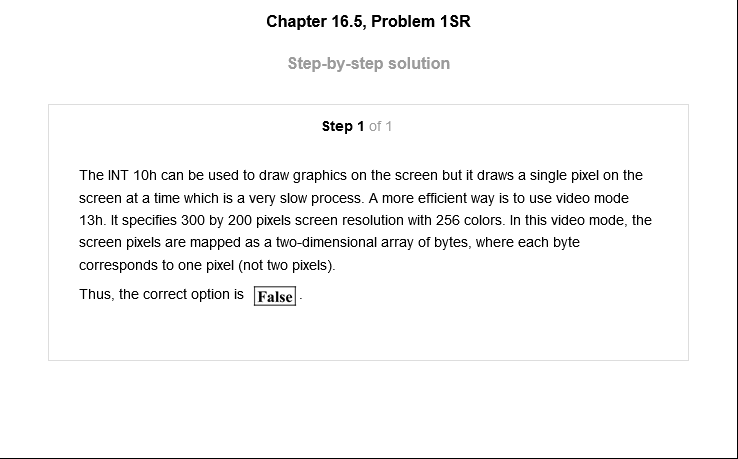 Chapter 16.5, Problem 1SR
Step-by-step solution
Step 1 of 1
The INT 10h can be used to draw graphics on the screen but it draws a single pixel on the
screen at a time which is a very slow process. A more efficient way is to use video mode
13h. It specifies 300 by 200 pixels screen resolution with 256 colors. In this video mode, the
screen pixels are mapped as a two-dimensional array of bytes, where each byte
corresponds to one pixel (not two pixels).
Thus, the correct option is False.